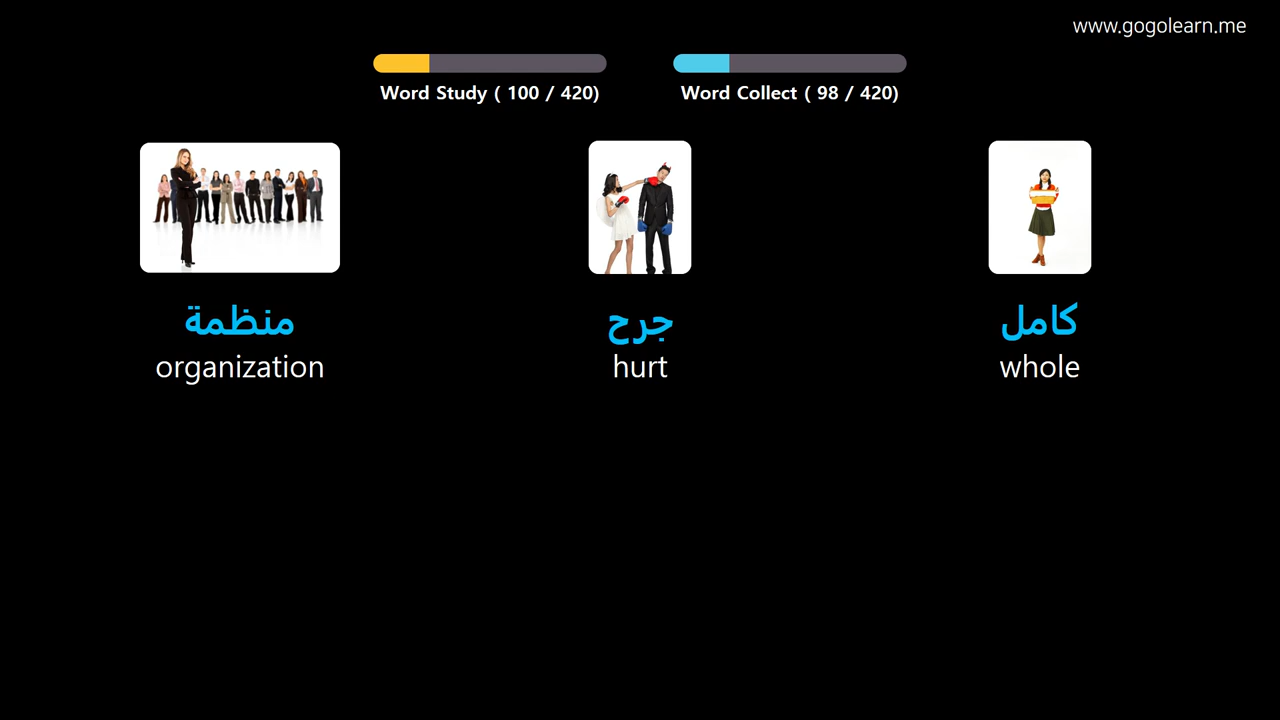 www.gogolearn.me
Word Study ( 100 / 420)
Word Collect ( 98 / 420)
منظمة
organization
جرح
hurt
كامل
whole